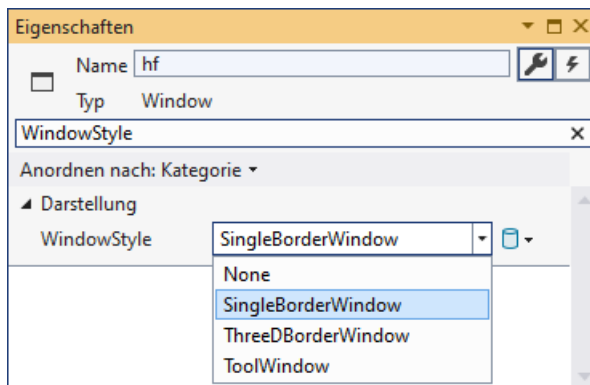 Eigenschaften
Name hf
Typ Window
WindowStyle
Anordnen nach: Kategorie
Darstellung
WindowStyle SingleBorderWindow
None
SingleBorderWindow
ThreeDBorderWindow
ToolWindow